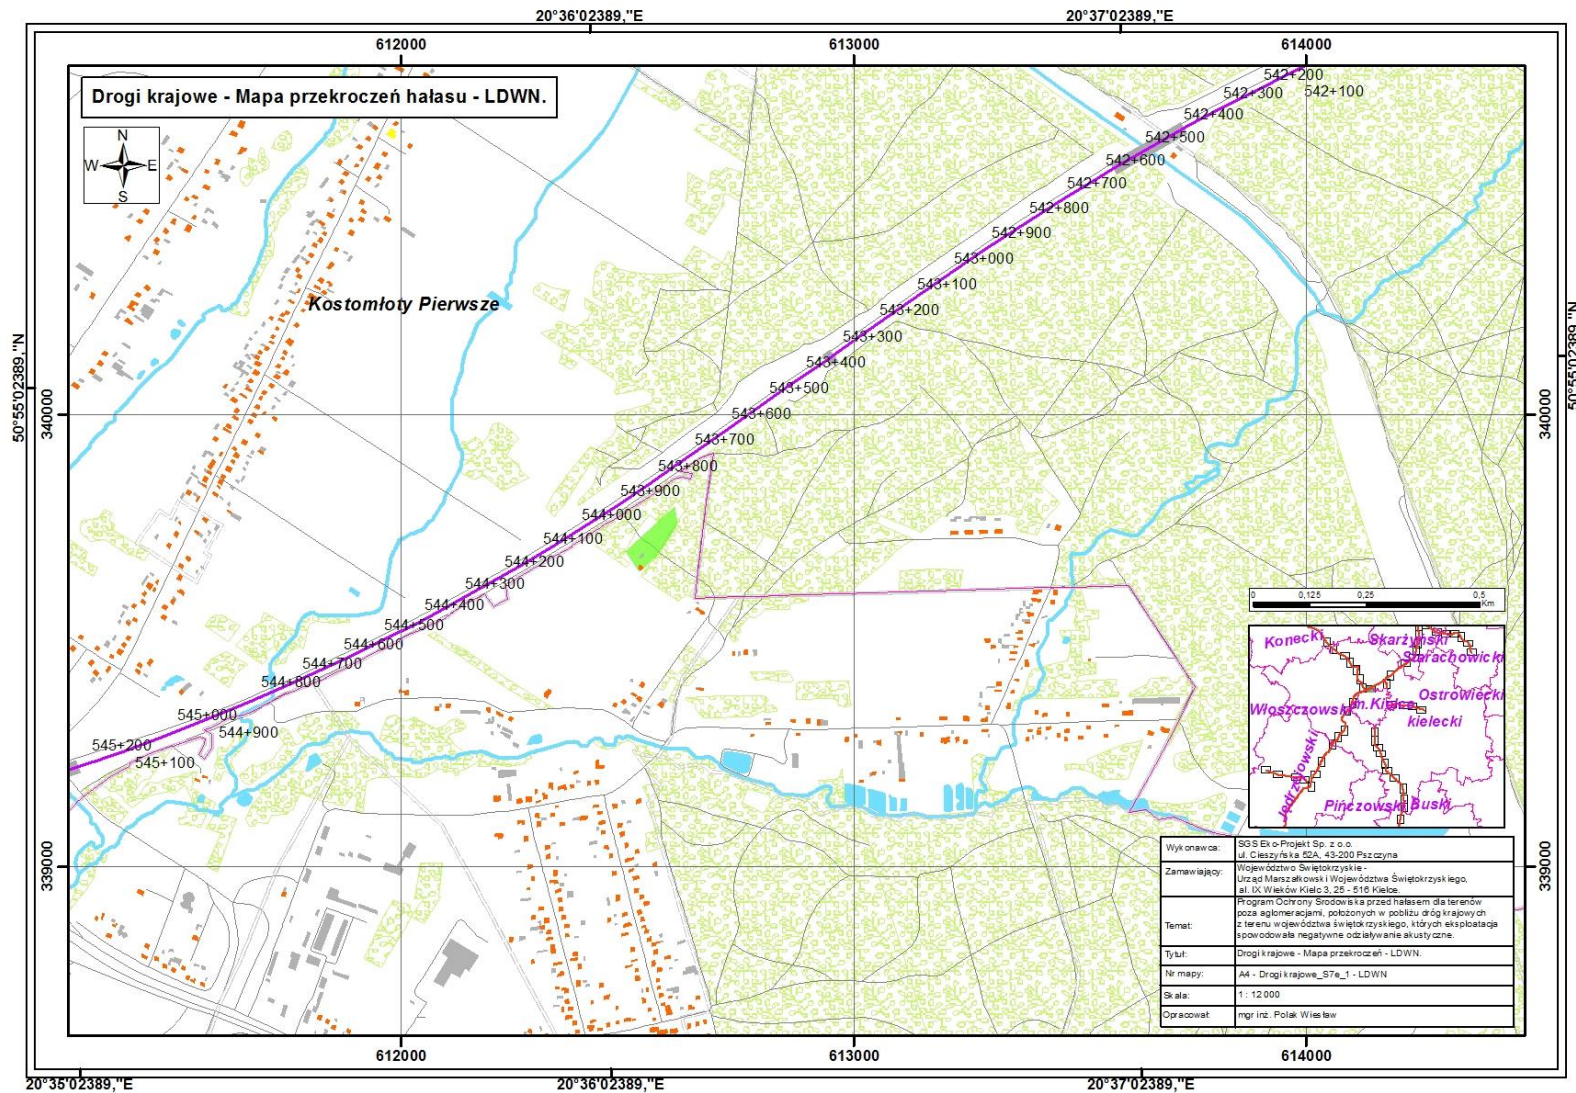 20°36'02389,"E
20°37'02389,"E
612000
613000
614000
Drogi krajowe - Mapa przekroczeń hałasu - LDWN.
N
W
E
S
542+200
542+100
542+300
542+400
542+500
542+600
542+700
542+800
542+900
543+000
543+100
543+200
543+300
543+400
543+500
543+600
543+700
543+800
543+900
544+000
544+100
544+200
544+300
544+400
544+500
544+600
544+700
544+800
544+900
545+000
545+100
545+200
Kostomłoty Pierwsze
50°55'02389,"N
50°55'02389,"N
340000
340000
339000
339000
0
0,125
0,25
0,5
Km
Konecki
Skarżyński
Starachowicki
Ostrowiecki
Włoszczowski
m.Kielce
kielecki
Jędrzejowski
Pińczowski
Buski
Wykonawca:
SGS Eko-Projekt Sp. z o.o.
ul. Cieszyńska 52A, 43-200 Pszczyna
Zamawiający:
Województwo Świętokrzyskie -
Urząd Marszałkowski Województwa Świętokrzyskiego,
al. IX Wieków Kielc 3, 25 - 516 Kielce.
Temat:
Program Ochrony Środowiska przed hałasem dla terenów
poza aglomeracjami, położonych w pobliżu dróg krajowych
z terenu województwa świętokrzyskiego, których eksploatacja
spowodowała negatywne odziaływanie akustyczne.
Tytuł:
Drogi krajowe - Mapa przekroczeń - LDWN.
Nr mapy:
A4 - Drogi krajowe_S7e_1 - LDWN
Skala:
1 : 12 000
Opracował:
mgr inż. Polak Wiesław
612000
613000
614000
20°35'02389,"E
20°36'02389,"E
20°37'02389,"E